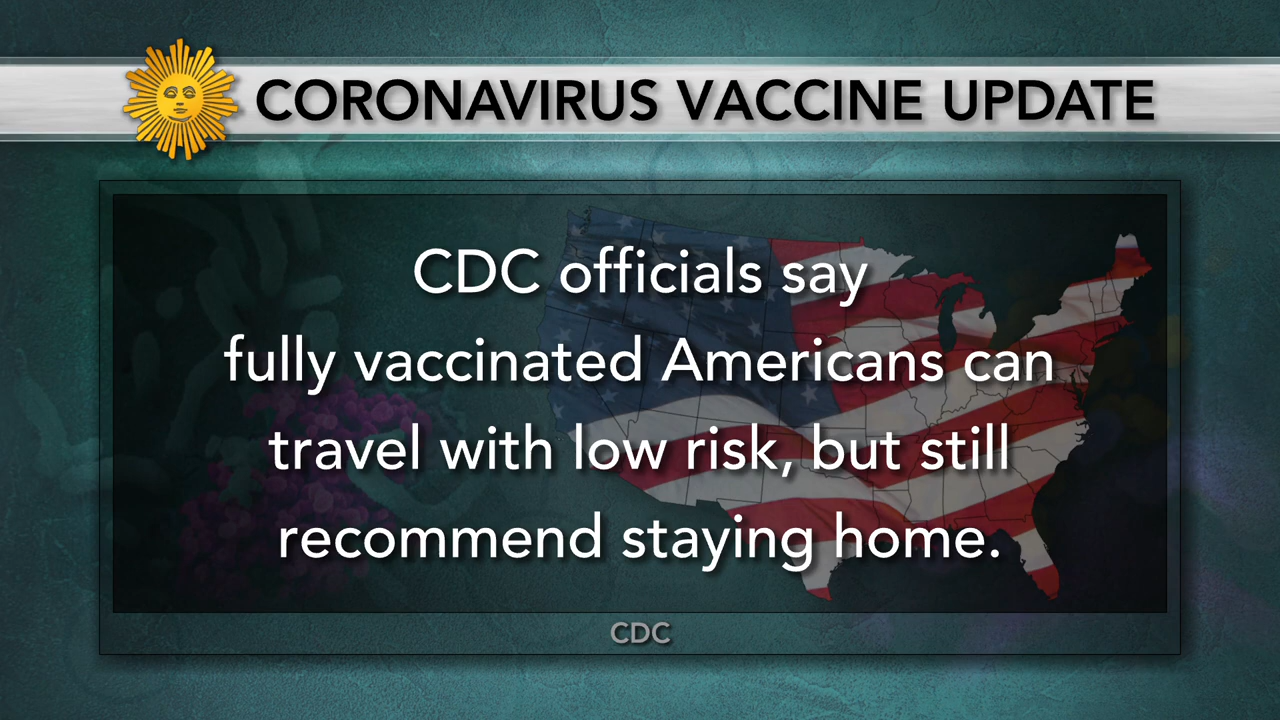 CORONAVIRUS VACCINE UPDATE
CDC officials say
fully vaccinated Americans can
travel with low risk, but still
recommend staying home.
CDC